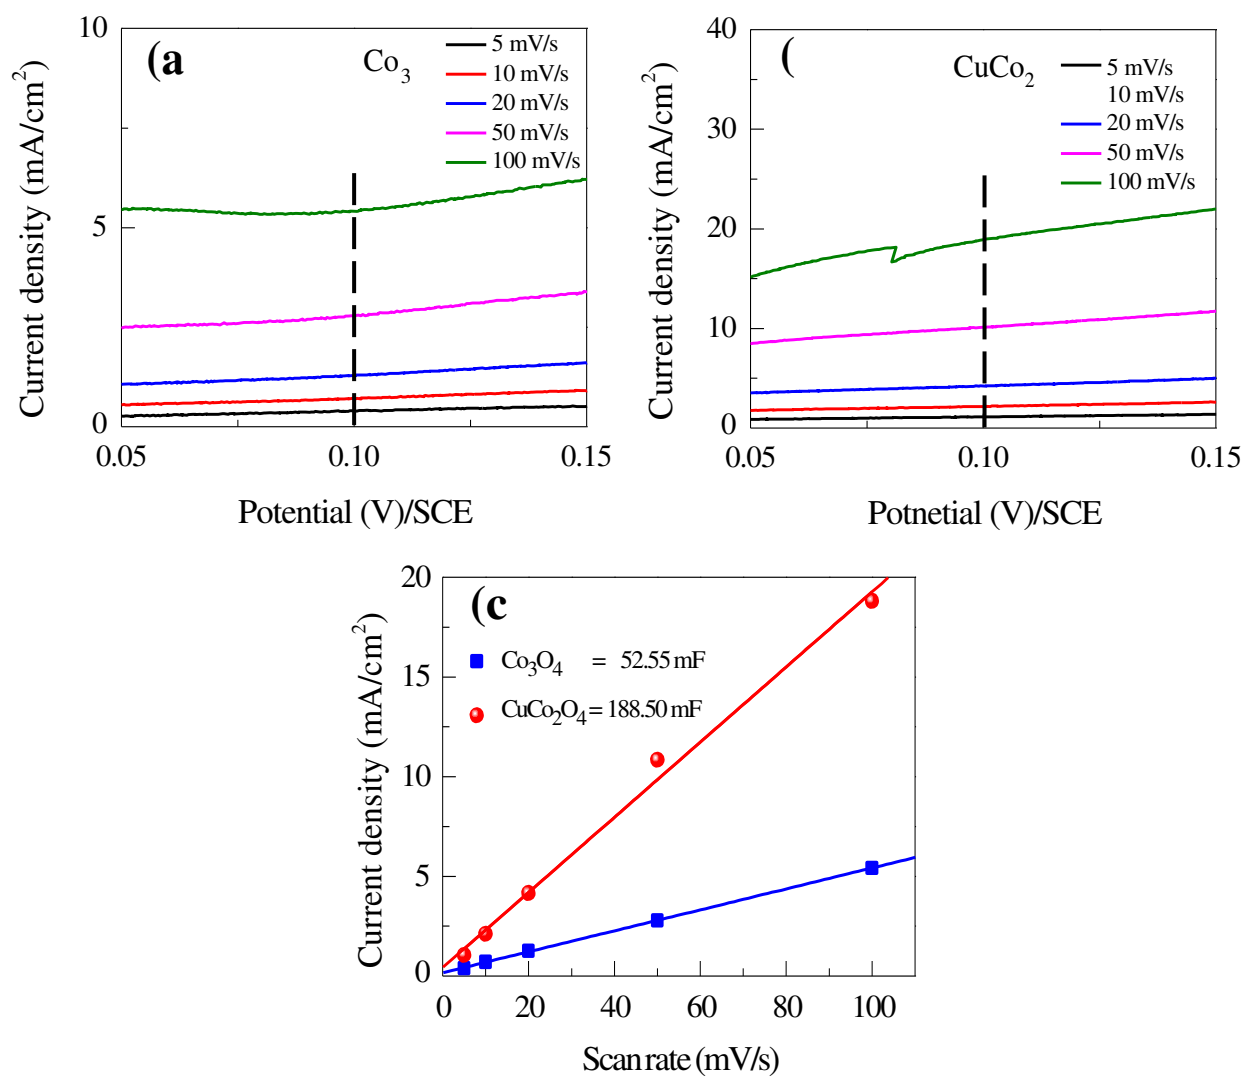 (a
Co3
5 mV/s
10 mV/s
20 mV/s
50 mV/s
100 mV/s
10
5
0
0.05
0.10
0.15
Current density (mA/cm2)
Potential (V)/SCE
(
CuCo2
5 mV/s
10 mV/s
20 mV/s
50 mV/s
100 mV/s
40
30
20
10
0
0.05
0.10
0.15
Current density (mA/cm2)
Potnetial (V)/SCE
(c
Co3O4 = 52.55 mF
CuCo2O4 = 188.50 mF
20
15
10
5
0
0
20
40
60
80
100
Current density (mA/cm2)
Scan rate (mV/s)